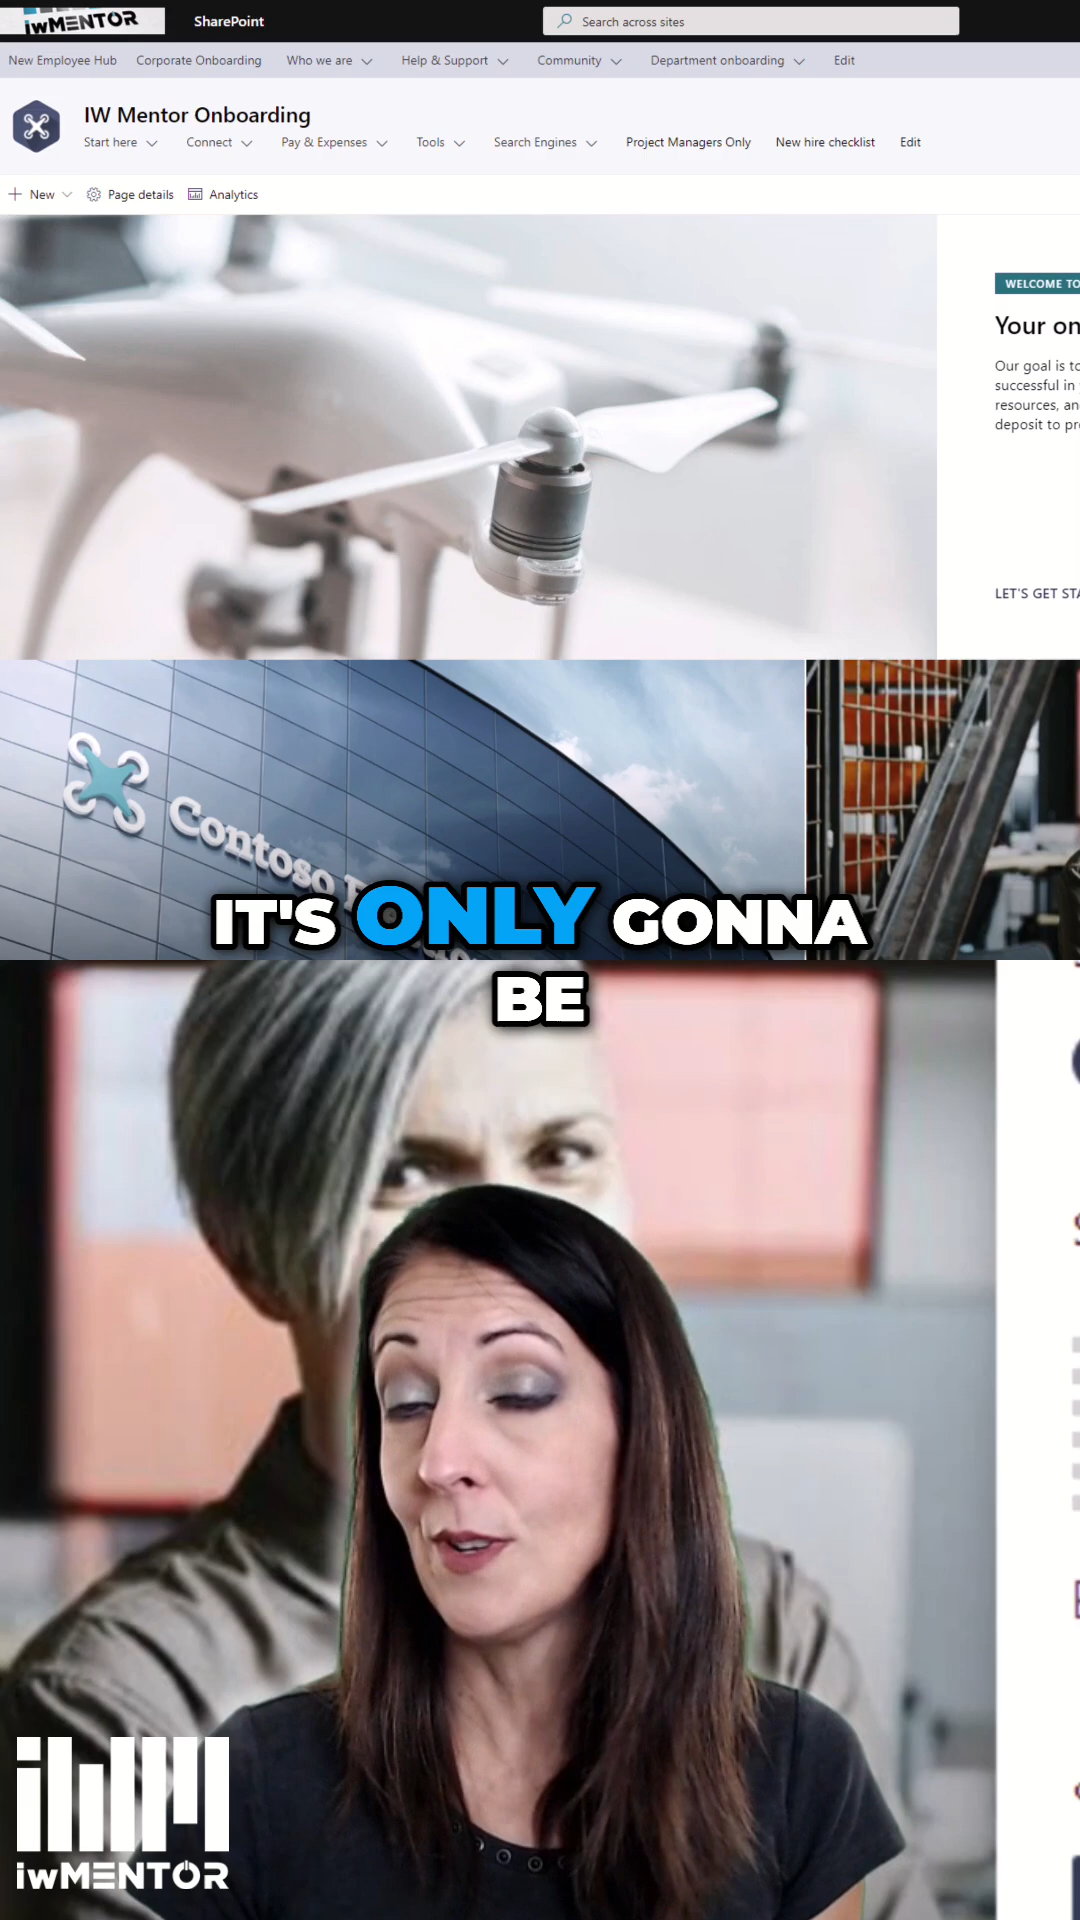 iwMENTOR
SharePoint
Search across sites
New Employee Hub Corporate Onboarding Who we are Help & Support Community Department onboarding Edit
IW Mentor Onboarding
Start here Connect Pay & Expenses Tools Search Engines Project Managers Only New hire checklist Edit
New Page details Analytics
WELCOME TO
Your on
Our goal is to
successful in
resources, an
deposit to pr
LET'S GET STA
Contoso
IT'S ONLY GONNA
BE
iwMENTOR